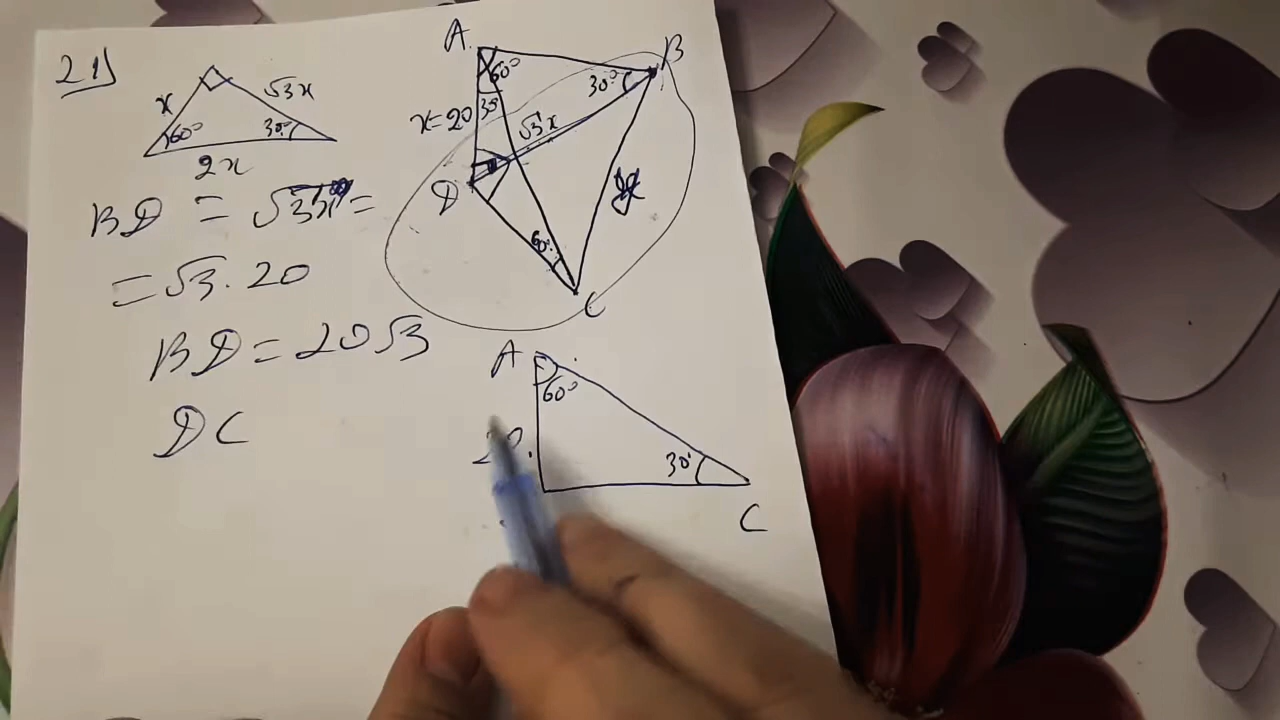 21)
x
√3x
60°
30°
2x
A
B
60°
30°
30
x=20
√3x
D
60°
C
BD = √3
= √3 . 20
BD = 20√3
DC
A
60°
30°
C